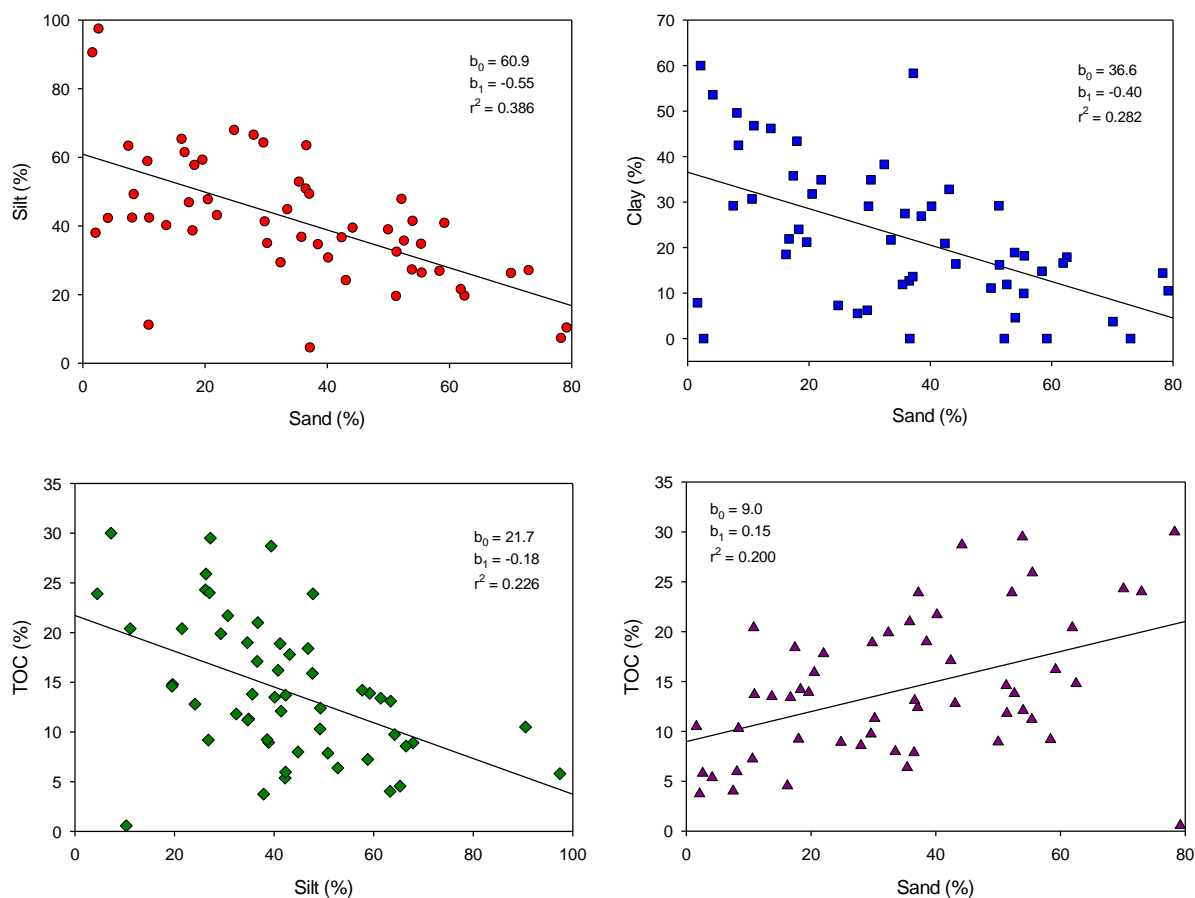 100
80
60
40
20
0
Silt (%)
b0 = 60.9
b1 = -0.55
r2 = 0.386
0 20 40 60 80
Sand (%)
70
60
50
40
30
20
10
0
Clay (%)
b0 = 36.6
b1 = -0.40
r2 = 0.282
0 20 40 60 80
Sand (%)
35
30
25
20
15
10
5
0
TOC (%)
b0 = 21.7
b1 = -0.18
r2 = 0.226
0 20 40 60 80 100
Silt (%)
35
30
25
20
15
10
5
0
TOC (%)
b0 = 9.0
b1 = 0.15
r2 = 0.200
0 20 40 60 80
Sand (%)